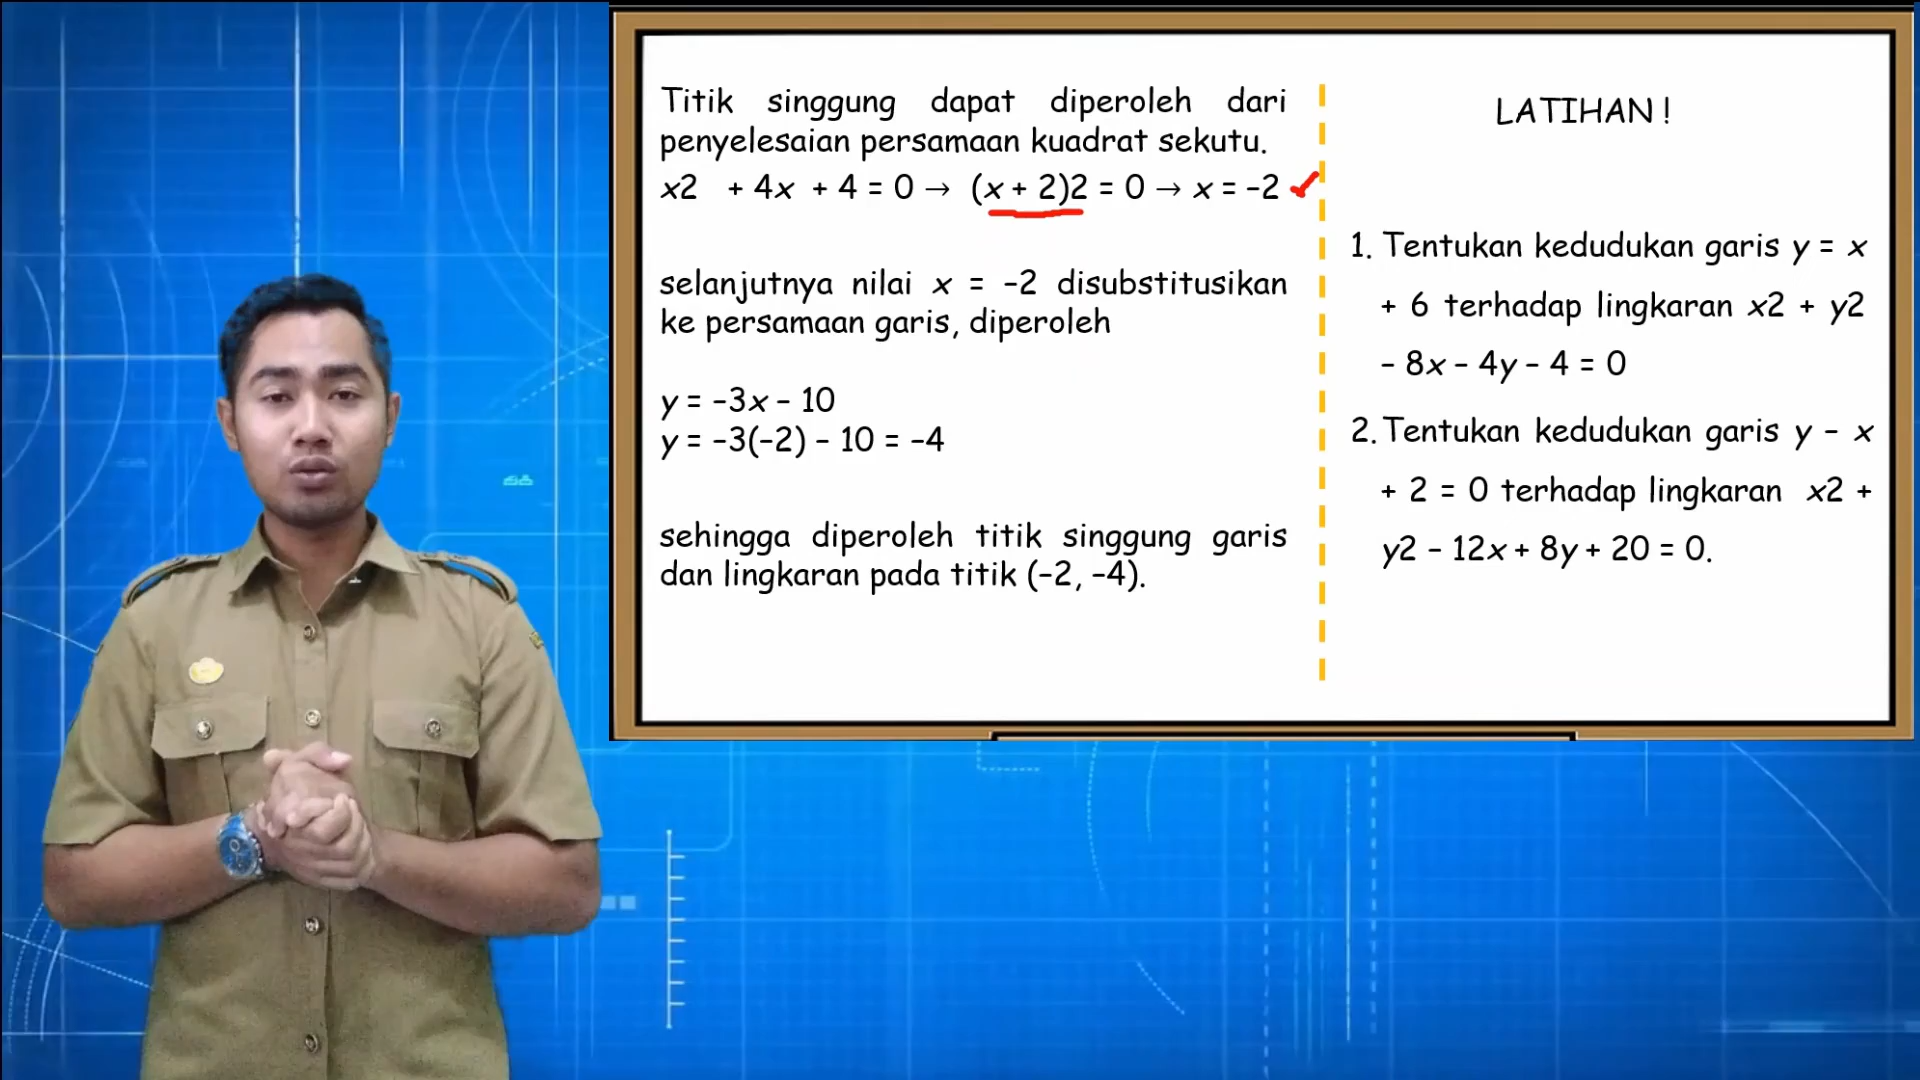 Titik singgung dapat diperoleh dari
penyelesaian persamaan kuadrat sekutu.
x2 + 4x + 4 = 0 → (x + 2)2 = 0 → x = -2
selanjutnya nilai x = -2 disubstitusikan
ke persamaan garis, diperoleh
y = -3x - 10
y = -3(-2) - 10 = -4
sehingga diperoleh titik singgung garis
dan lingkaran pada titik (-2, -4).
LATIHAN !
1. Tentukan kedudukan garis y = x
+ 6 terhadap lingkaran x2 + y2
- 8x - 4y - 4 = 0
2. Tentukan kedudukan garis y - x
+ 2 = 0 terhadap lingkaran x2 +
y2 - 12x + 8y + 20 = 0.